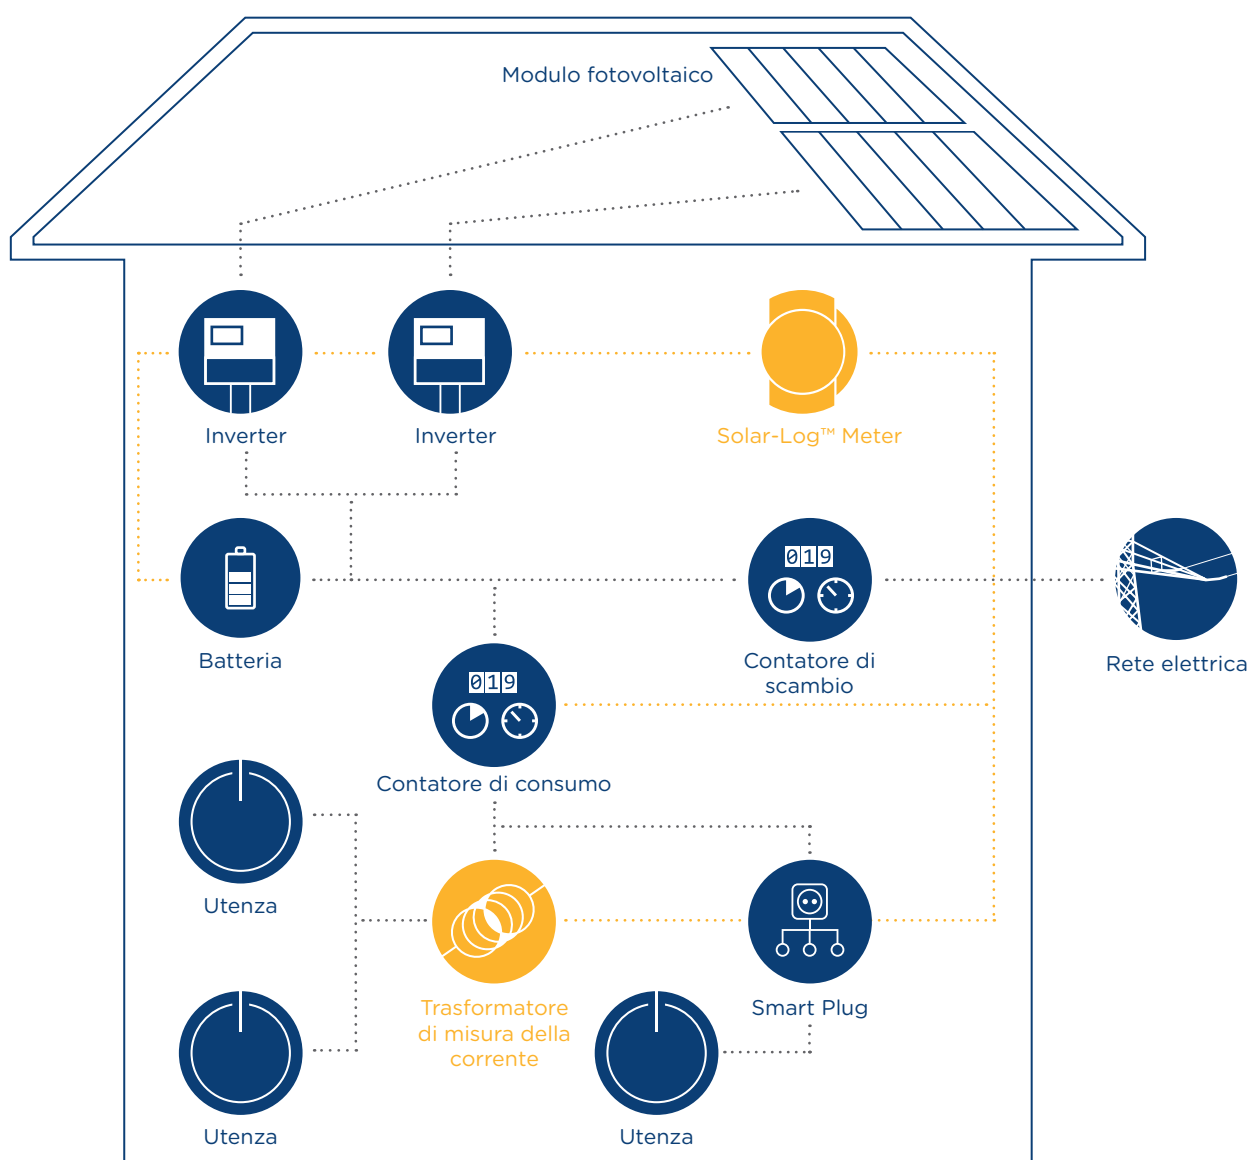 Modulo fotovoltaico
Inverter
Inverter
Solar-Log™ Meter
019
Batteria
Contatore di
scambio
Rete elettrica
019
Contatore di consumo
Utenza
Trasformatore
di misura della
corrente
Smart Plug
Utenza
Utenza